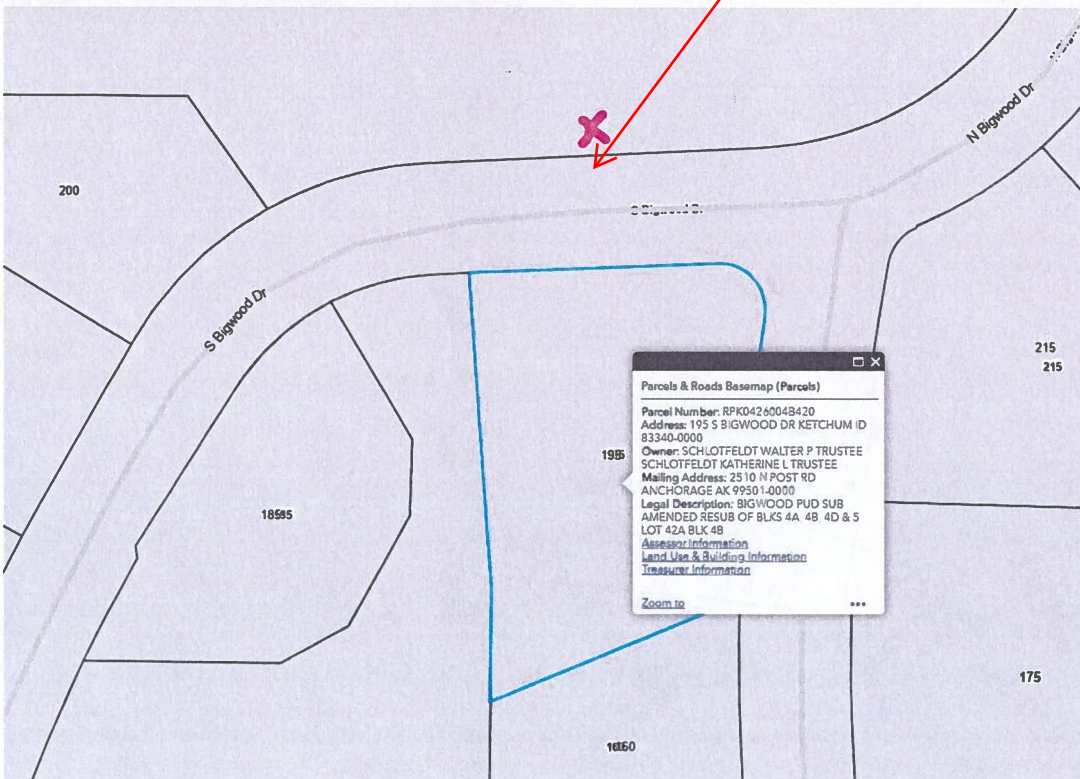 N Bigwood Dr
200
S Bigwood Dr
S Bigwood Dr
215
215
Parcels & Roads Basemap (Parcels)
Parcel Number: RPK0426004B420
Address: 195 S BIGWOOD DR KETCHUM ID
83340-0000
Owner: SCHLOTFELDT WALTER P TRUSTEE
SCHLOTFELDT KATHERINE L TRUSTEE
Mailing Address: 2510 N POST RD
ANCHORAGE AK 99501-0000
Legal Description: BIGWOOD PUD SUB
AMENDED RESUB OF BLKS 4A 4B 4D & 5
LOT 42A BLK 4B
Assessor Information
Land Use & Building Information
Treasurer Information
Zoom to
175